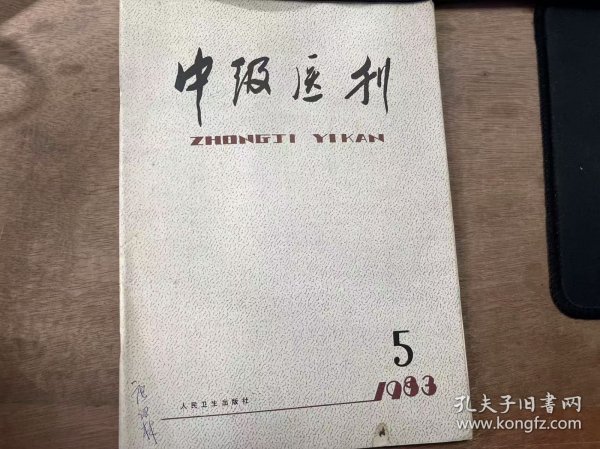 中级医刊
ZHONGJI YIKAN
5
1983
人民卫生出版社
孔夫子旧书网
www.kongfz.com